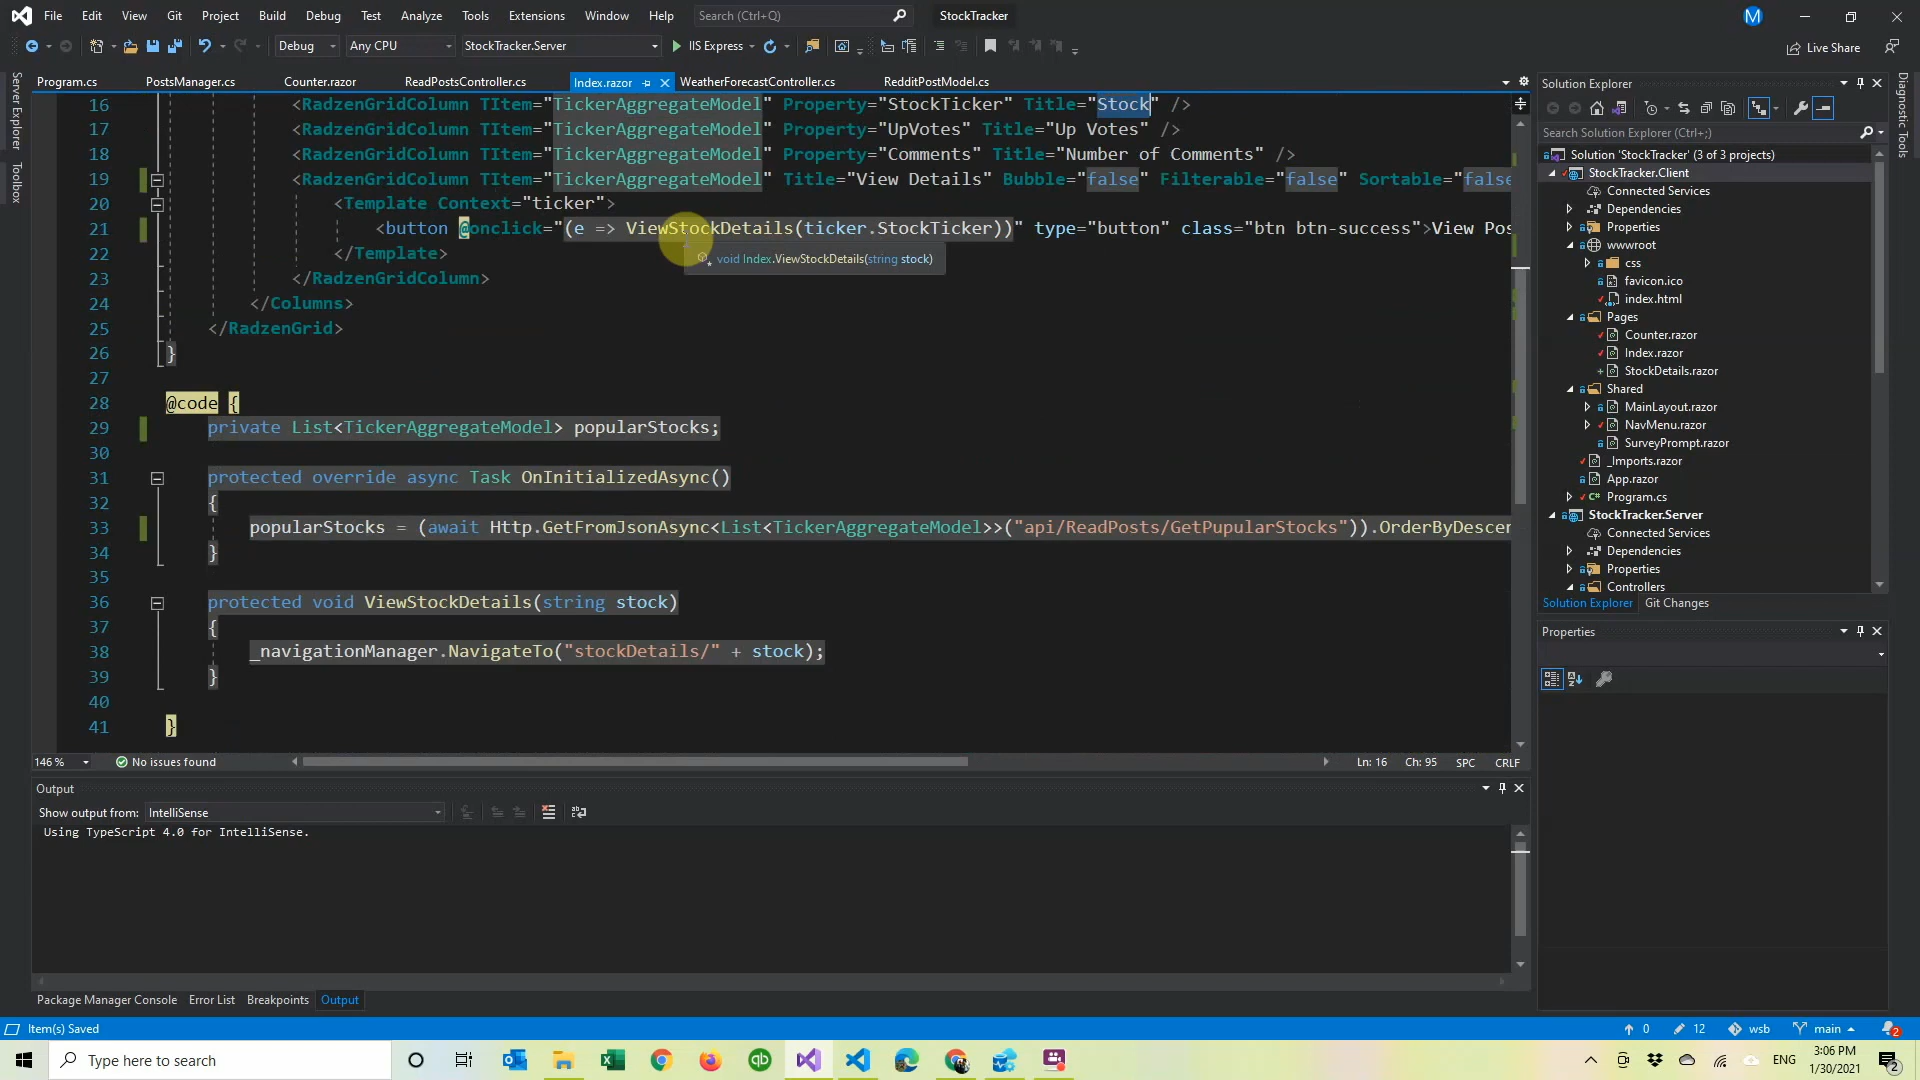 File Edit View Git Project Build Debug Test Analyze Tools Extensions Window Help Search (Ctrl+Q) StockTracker M
Debug Any CPU StockTracker.Server IIS Express Live Share
Server Explorer
Toolbox
Program.cs PostsManager.cs Counter.razor ReadPostsController.cs Index.razor WeatherForecastController.cs RedditPostModel.cs
16 <RadzenGridColumn TItem="TickerAggregateModel" Property="StockTicker" Title="Stock" />
17 <RadzenGridColumn TItem="TickerAggregateModel" Property="UpVotes" Title="Up Votes" />
18 <RadzenGridColumn TItem="TickerAggregateModel" Property="Comments" Title="Number of Comments" />
19 <RadzenGridColumn TItem="TickerAggregateModel" Title="View Details" Bubble="false" Filterable="false" Sortable="false
20 <Template Context="ticker">
21 <button @onclick="(e => ViewStockDetails(ticker.StockTicker))" type="button" class="btn btn-success">View Pos
22 </Template>
void Index.ViewStockDetails(string stock)
23 </RadzenGridColumn>
24 </Columns>
25 </RadzenGrid>
26 }
27
28 @code {
29 private List<TickerAggregateModel> popularStocks;
30
31 protected override async Task OnInitializedAsync()
32 {
33 popularStocks = (await Http.GetFromJsonAsync<List<TickerAggregateModel>>("api/ReadPosts/GetPupularStocks")).OrderByDescen
34 }
35
36 protected void ViewStockDetails(string stock)
37 {
38 _navigationManager.NavigateTo("stockDetails/" + stock);
39 }
40
41 }
146 % No issues found Ln: 16 Ch: 95 SPC CRLF
Output
Show output from: IntelliSense
Using TypeScript 4.0 for IntelliSense.
Package Manager Console Error List Breakpoints Output
Solution Explorer
Search Solution Explorer (Ctrl+;)
Solution 'StockTracker' (3 of 3 projects)
StockTracker.Client
Connected Services
Dependencies
Properties
wwwroot
css
favicon.ico
index.html
Pages
Counter.razor
Index.razor
StockDetails.razor
Shared
MainLayout.razor
NavMenu.razor
SurveyPrompt.razor
_Imports.razor
App.razor
C# Program.cs
StockTracker.Server
Connected Services
Dependencies
Properties
Controllers
Solution Explorer Git Changes
Properties
Diagnostic Tools
Item(s) Saved 0 12 wsb main 2
Type here to search ENG 3:06 PM
1/30/2021 2